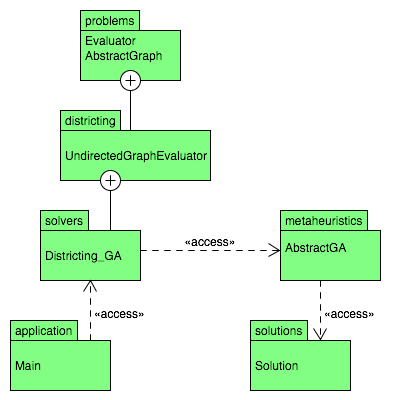 problems
Evaluator
AbstractGraph
districting
UndirectedGraphEvaluator
solvers
Districting_GA
«access»
metaheuristics
AbstractGA
«access»
«access»
application
Main
solutions
Solution